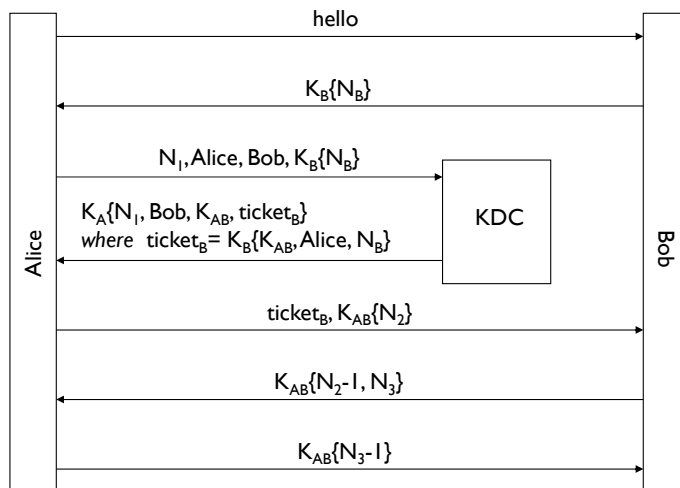 hello
K_B{N_B}
N_1, Alice, Bob, K_B{N_B}
K_A{N_1, Bob, K_AB, ticket_B}
where ticket_B= K_B{K_AB, Alice, N_B}
KDC
Alice
Bob
ticket_B, K_AB{N_2}
K_AB{N_2-1, N_3}
K_AB{N_3-1}